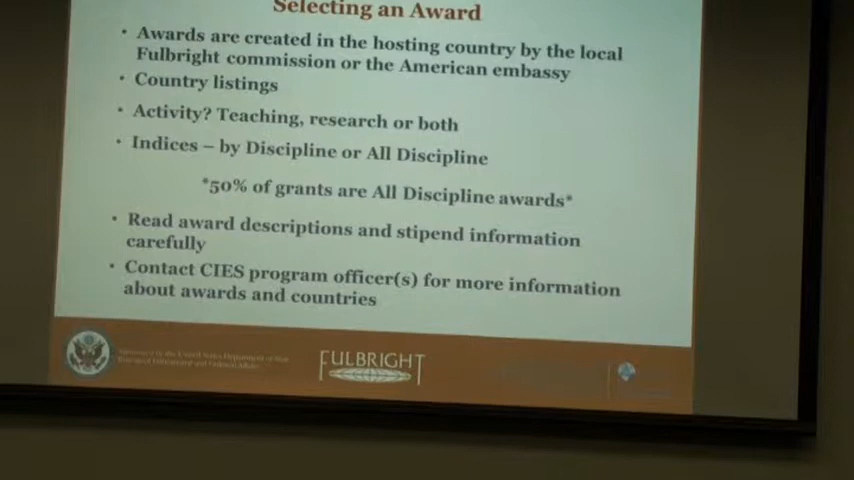 Selecting an Award
• Awards are created in the hosting country by the local
Fulbright commission or the American embassy
• Country listings
• Activity? Teaching, research or both
• Indices – by Discipline or All Discipline
*50% of grants are All Discipline awards*
• Read award descriptions and stipend information
carefully
• Contact CIES program officer(s) for more information
about awards and countries
FULBRIGHT